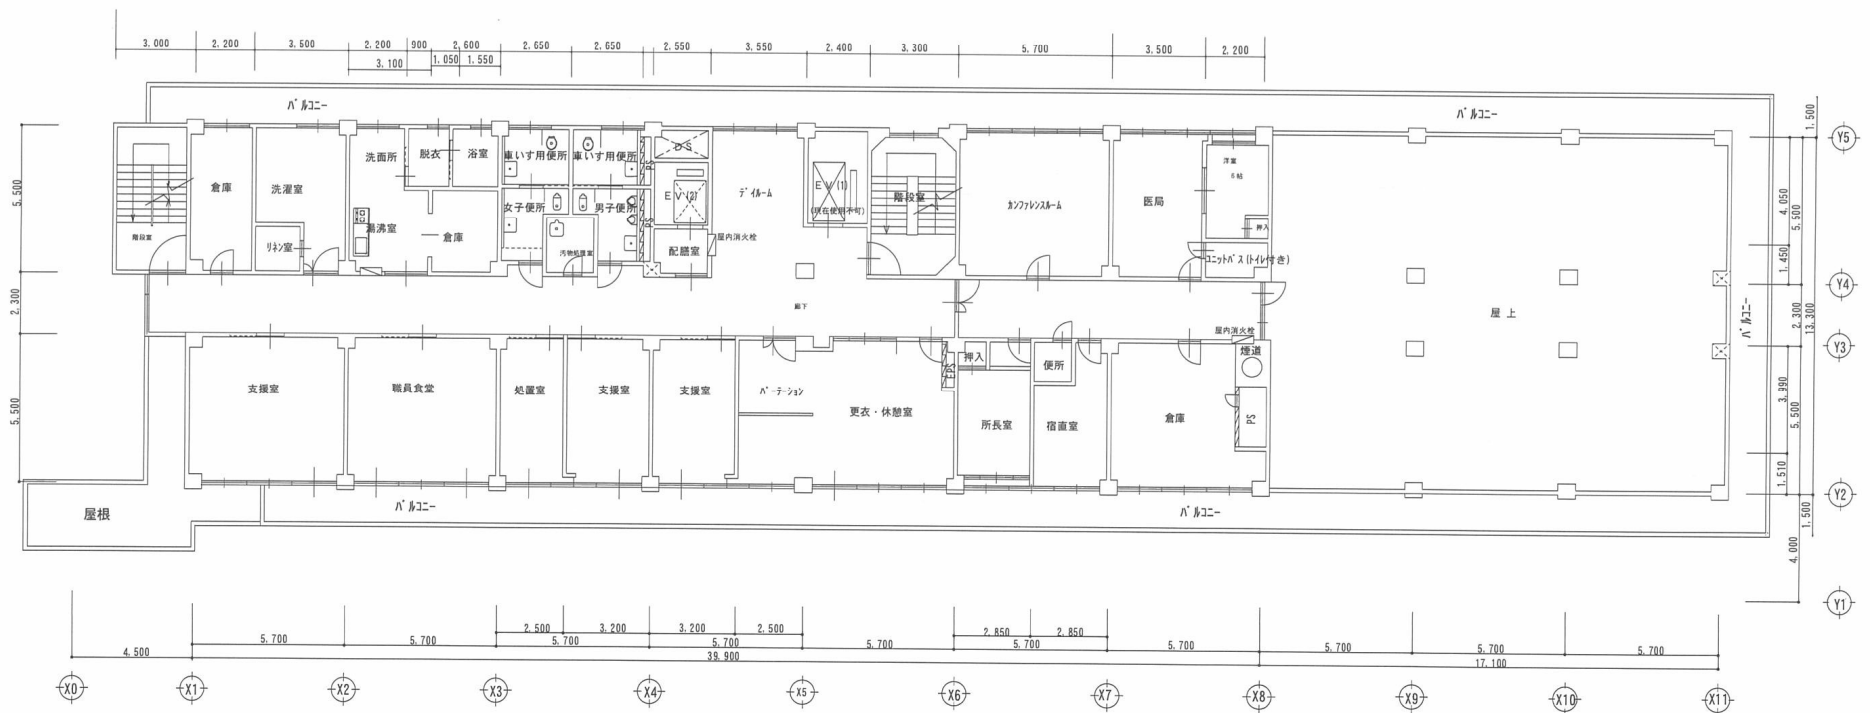 3.000 2.200 3.500 2.200 900 2.600 2.650 2.650 2.550 3.550 2.400 3.300 5.700 3.500 2.200
3.100 1.050 1.550
バルコニー
バルコニー
1.500
Y5
倉庫
洗濯室
洗面所
脱衣
浴室
車いす用便所
車いす用便所
PS
DS
デイルーム
EV(1)
(現在使用不可)
階段室
カンファレンスルーム
医局
洋室
6帖
押入
5.500
4.050
5.500
階段室
リネン室
湯沸室
倉庫
女子便所
男子便所
汚物処理室
PS
EV(2)
配膳室
屋内消火栓
ユニットバス(トイレ付き)
1.450
Y4
2.300
廊下
屋上
バルコニー
2.300
13.300
屋内消火栓
Y3
支援室
職員食堂
処置室
支援室
支援室
パーテーション
更衣・休憩室
EPS
押入
所長室
便所
宿直室
倉庫
煙道
PS
5.500
3.990
5.500
1.510
Y2
屋根
バルコニー
バルコニー
1.500
4.000
Y1
2.500 3.200 3.200 2.500 2.850 2.850
5.700 5.700 5.700 5.700 5.700 5.700 5.700 5.700 5.700 5.700
4.500 39.900 17.100
X0 X1 X2 X3 X4 X5 X6 X7 X8 X9 X10 X11